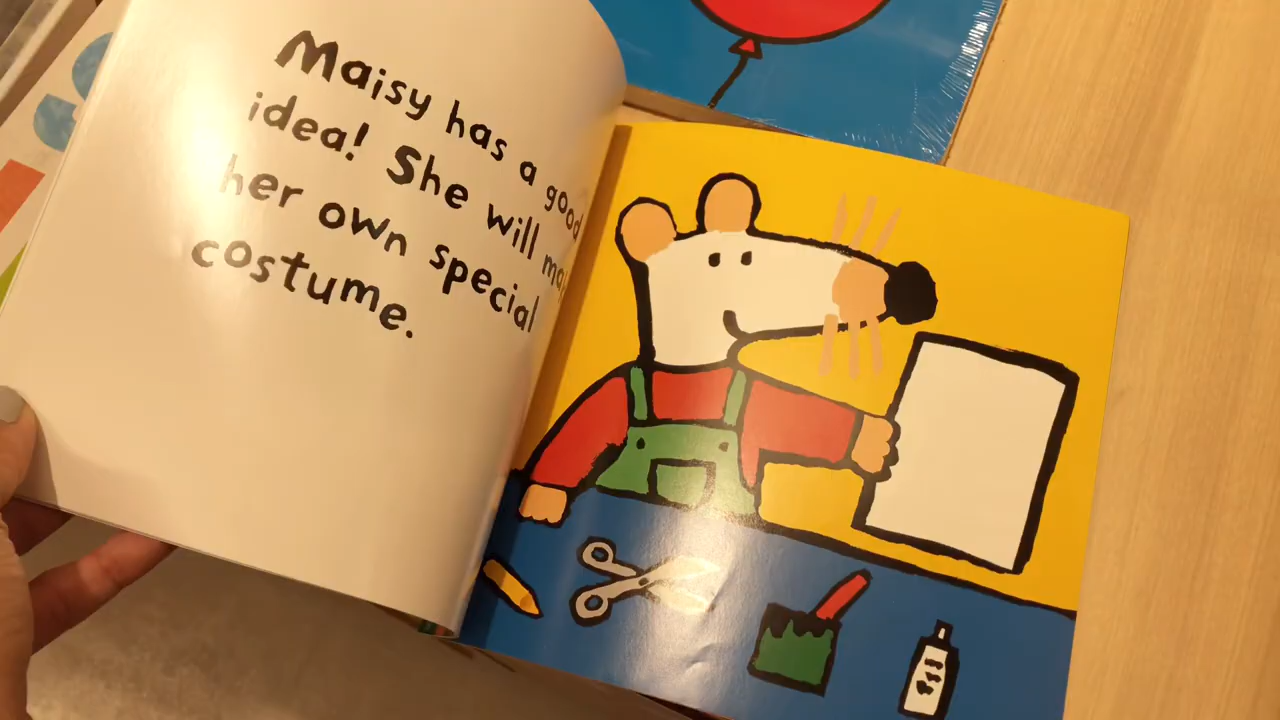 Maisy has a good
idea! She will
her own special
costume.